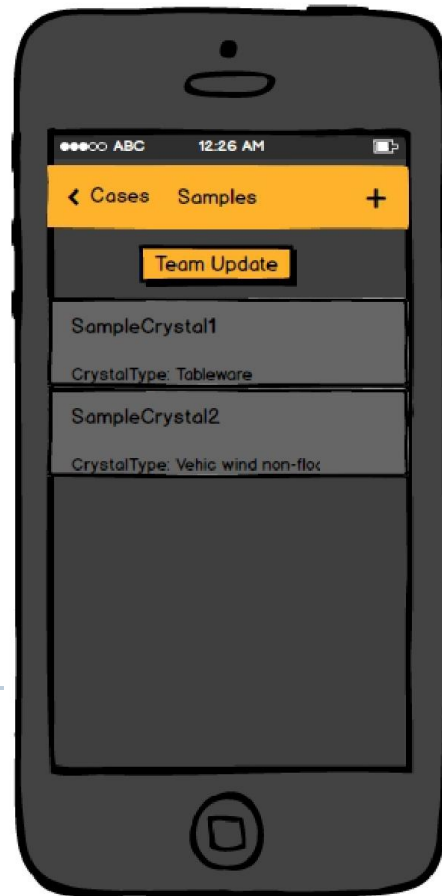 ABC 12:26 AM
< Cases Samples +
Team Update
SampleCrystal1
CrystalType: Tableware
SampleCrystal2
CrystalType: Vehic wind non-floc